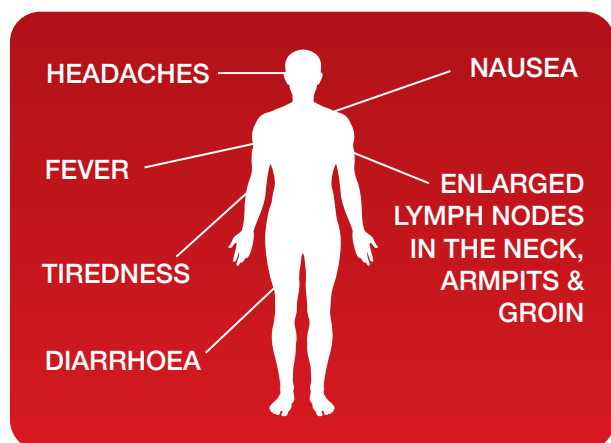 HEADACHES
NAUSEA
FEVER
ENLARGED
LYMPH NODES
IN THE NECK,
ARMPITS &
GROIN
TIREDNESS
DIARRHOEA